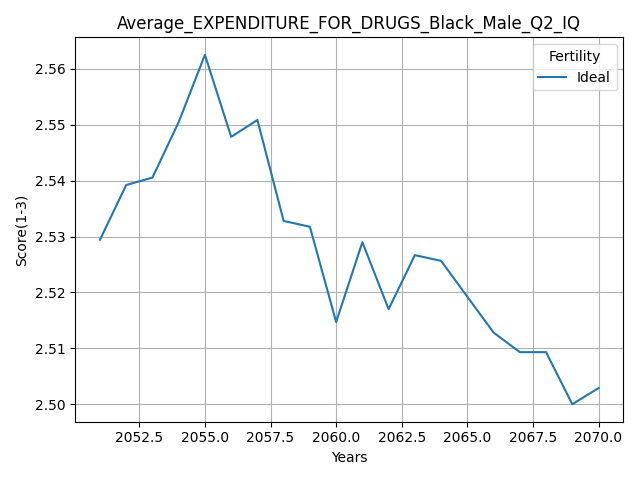 Average_EXPENDITURE_FOR_DRUGS_Black_Male_Q2_IQ
Fertility
Ideal
2.56
2.55
2.54
2.53
2.52
2.51
2.50
Score(1-3)
2052.5 2055.0 2057.5 2060.0 2062.5 2065.0 2067.5 2070.0
Years